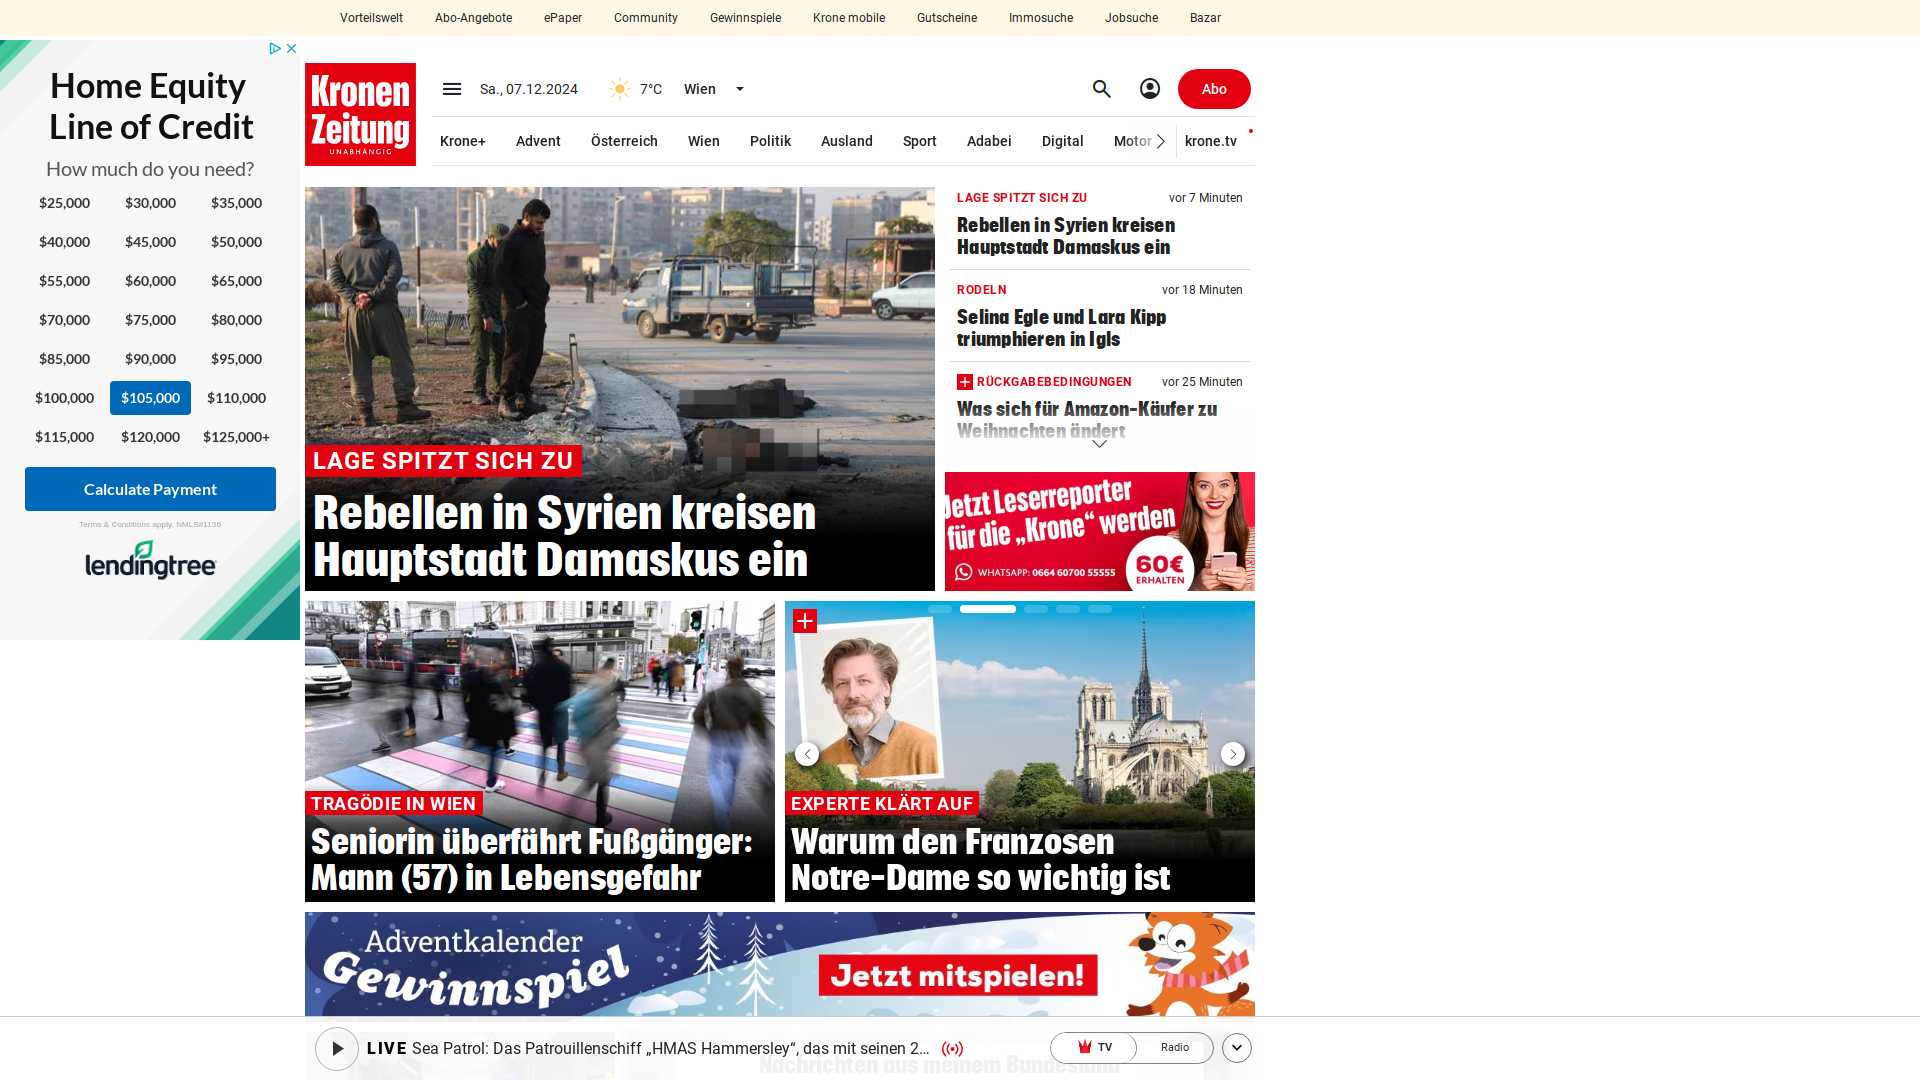 Vorteilswelt Abo-Angebote ePaper Community Gewinnspiele Krone mobile Gutscheine Immosuche Jobsuche Bazar
Home Equity
Line of Credit
How much do you need?
$25,000 $30,000 $35,000
$40,000 $45,000 $50,000
$55,000 $60,000 $65,000
$70,000 $75,000 $80,000
$85,000 $90,000 $95,000
$100,000 $105,000 $110,000
$115,000 $120,000 $125,000+
Calculate Payment
Terms & Conditions apply. NMLS#1136
lendingtree
Kronen
Zeitung
UNABHÄNGIG
Sa., 07.12.2024 7°C Wien
Abo
Krone+ Advent Österreich Wien Politik Ausland Sport Adabei Digital Motor krone.tv
LAGE SPITZT SICH ZU
Rebellen in Syrien kreisen
Hauptstadt Damaskus ein
LAGE SPITZT SICH ZU vor 7 Minuten
Rebellen in Syrien kreisen
Hauptstadt Damaskus ein
RODELN vor 18 Minuten
Selina Egle und Lara Kipp
triumphieren in Igls
RÜCKGABEBEDINGUNGEN vor 25 Minuten
Was sich für Amazon-Käufer zu
Weihnachten ändert
Jetzt Leserreporter
für die „Krone“ werden
WHATSAPP: 0664 60700 55555
60€
ERHALTEN
TRAGÖDIE IN WIEN
Seniorin überfährt Fußgänger:
Mann (57) in Lebensgefahr
EXPERTE KLÄRT AUF
Warum den Franzosen
Notre-Dame so wichtig ist
Adventkalender
Gewinnspiel
Jetzt mitspielen!
LIVE Sea Patrol: Das Patrouillenschiff „HMAS Hammersley“, das mit seinen 2...
TV Radio
Nachrichten aus meinem Bundesland